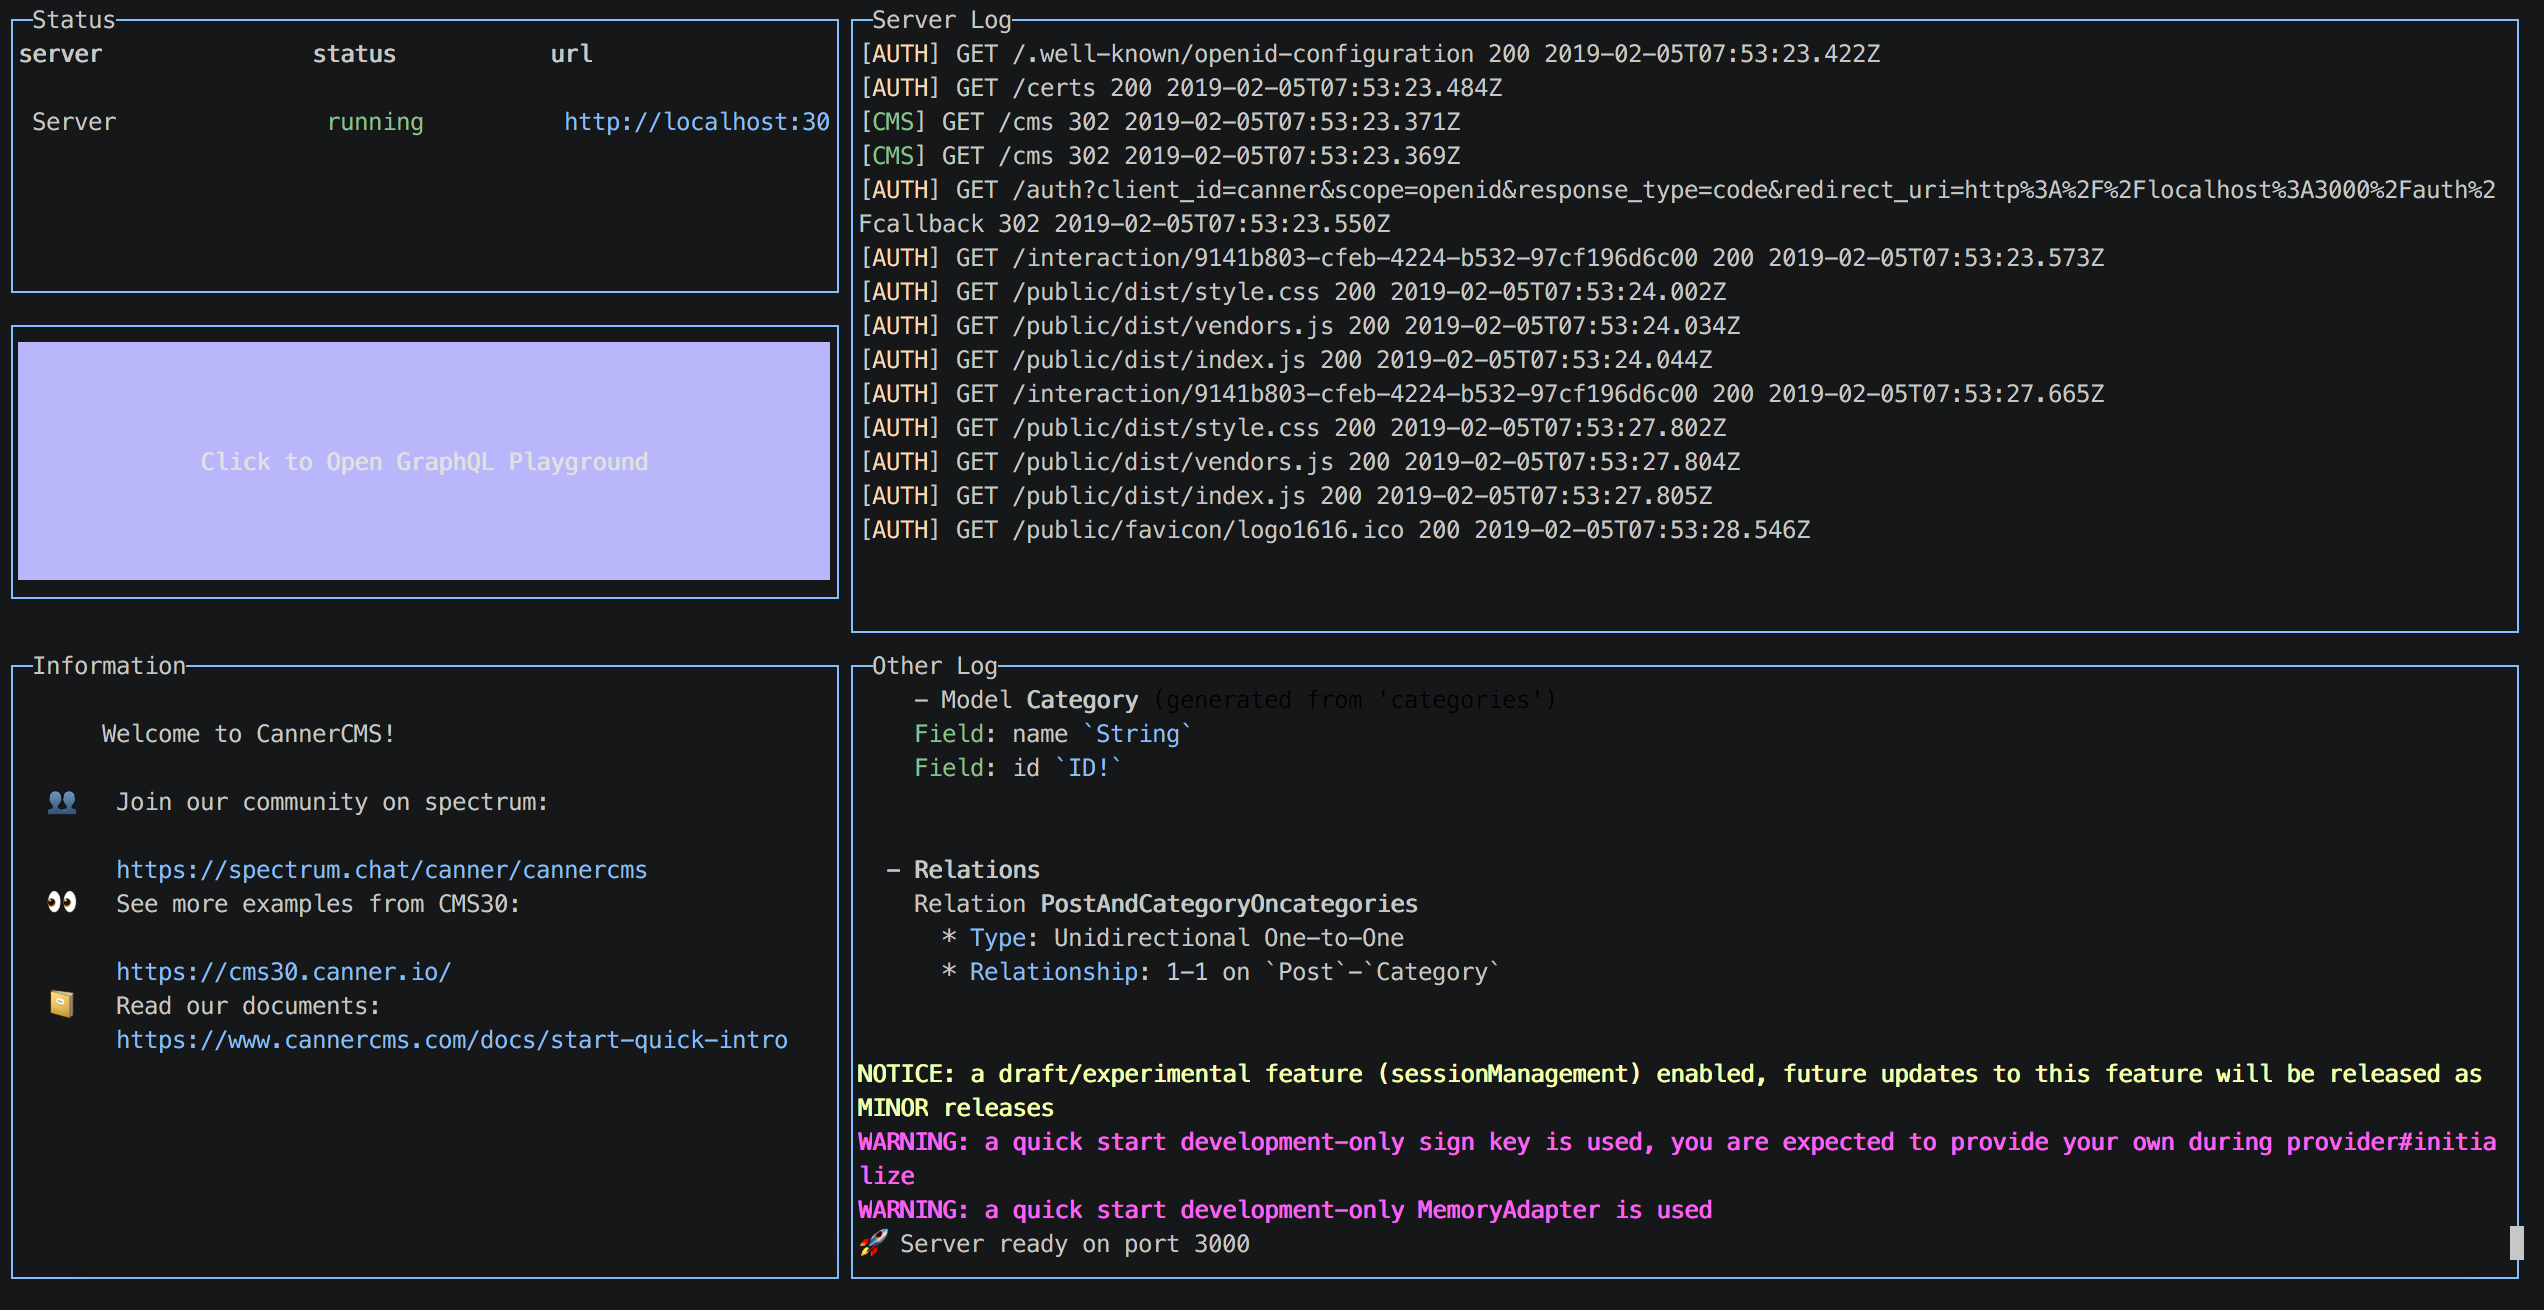 Status
server status url
Server running http://localhost:30
Click to Open GraphQL Playground
Information
Welcome to CannerCMS!
Join our community on spectrum:
https://spectrum.chat/canner/cannercms
See more examples from CMS30:
https://cms30.canner.io/
Read our documents:
https://www.cannercms.com/docs/start-quick-intro
Server Log
[AUTH] GET /.well-known/openid-configuration 200 2019-02-05T07:53:23.422Z
[AUTH] GET /certs 200 2019-02-05T07:53:23.484Z
[CMS] GET /cms 302 2019-02-05T07:53:23.371Z
[CMS] GET /cms 302 2019-02-05T07:53:23.369Z
[AUTH] GET /auth?client_id=canner&scope=openid&response_type=code&redirect_uri=http%3A%2F%2Flocalhost%3A3000%2Fauth%2
Fcallback 302 2019-02-05T07:53:23.550Z
[AUTH] GET /interaction/9141b803-cfeb-4224-b532-97cf196d6c00 200 2019-02-05T07:53:23.573Z
[AUTH] GET /public/dist/style.css 200 2019-02-05T07:53:24.002Z
[AUTH] GET /public/dist/vendors.js 200 2019-02-05T07:53:24.034Z
[AUTH] GET /public/dist/index.js 200 2019-02-05T07:53:24.044Z
[AUTH] GET /interaction/9141b803-cfeb-4224-b532-97cf196d6c00 200 2019-02-05T07:53:27.665Z
[AUTH] GET /public/dist/style.css 200 2019-02-05T07:53:27.802Z
[AUTH] GET /public/dist/vendors.js 200 2019-02-05T07:53:27.804Z
[AUTH] GET /public/dist/index.js 200 2019-02-05T07:53:27.805Z
[AUTH] GET /public/favicon/logo1616.ico 200 2019-02-05T07:53:28.546Z
Other Log
- Model Category (generated from 'categories')
Field: name `String`
Field: id `ID!`
- Relations
Relation PostAndCategoryOncategories
* Type: Unidirectional One-to-One
* Relationship: 1-1 on `Post`-`Category`
NOTICE: a draft/experimental feature (sessionManagement) enabled, future updates to this feature will be released as
MINOR releases
WARNING: a quick start development-only sign key is used, you are expected to provide your own during provider#initia
lize
WARNING: a quick start development-only MemoryAdapter is used
🚀 Server ready on port 3000